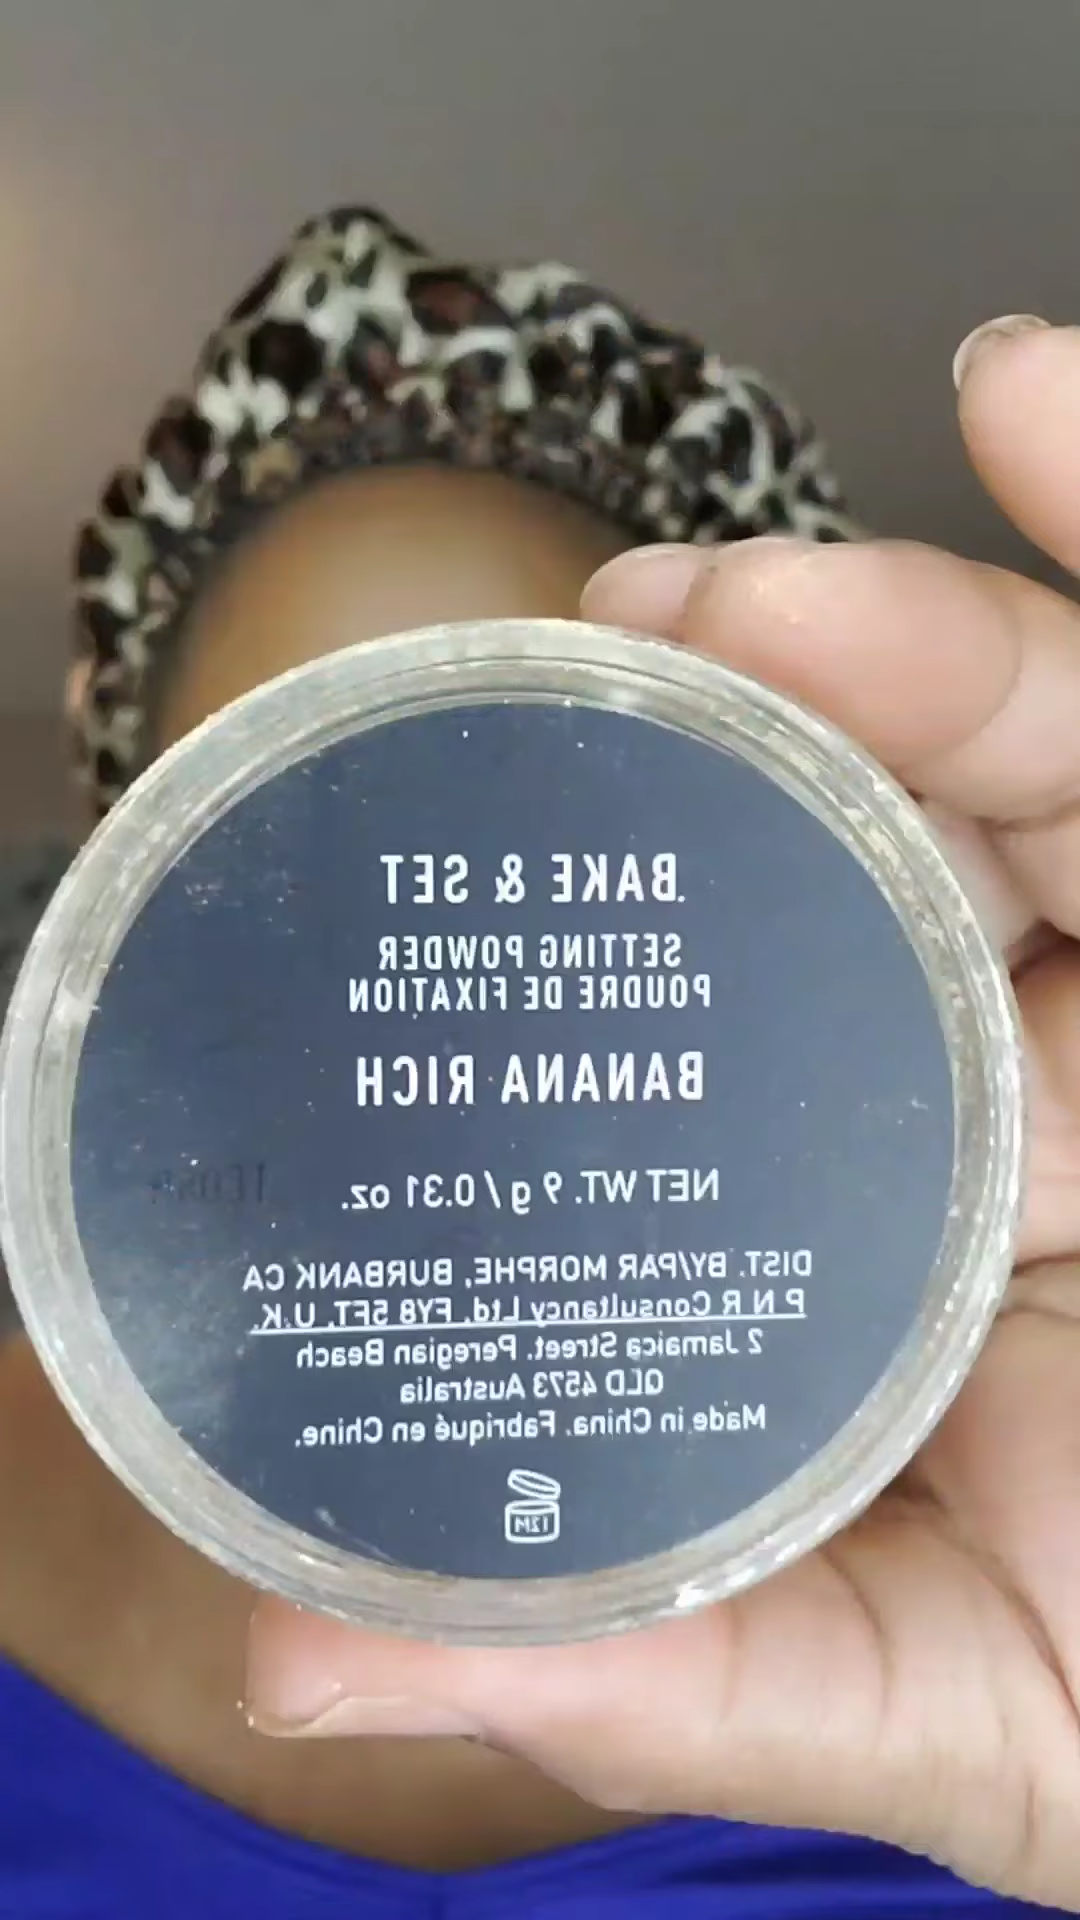 BAKE & SET
SETTING POWDER
POUDRE DE FIXATION
BANANA RICH
NET WT. 9 g / 0.31 oz.
DIST. BY/PAR MORPHE, BURBANK CA
P N R Consultancy Ltd. FY8 5FT. U.K.
2 Jamaica Street. Peregian Beach
QLD 4573 Australia
Made in China. Fabriqué en Chine.
12M